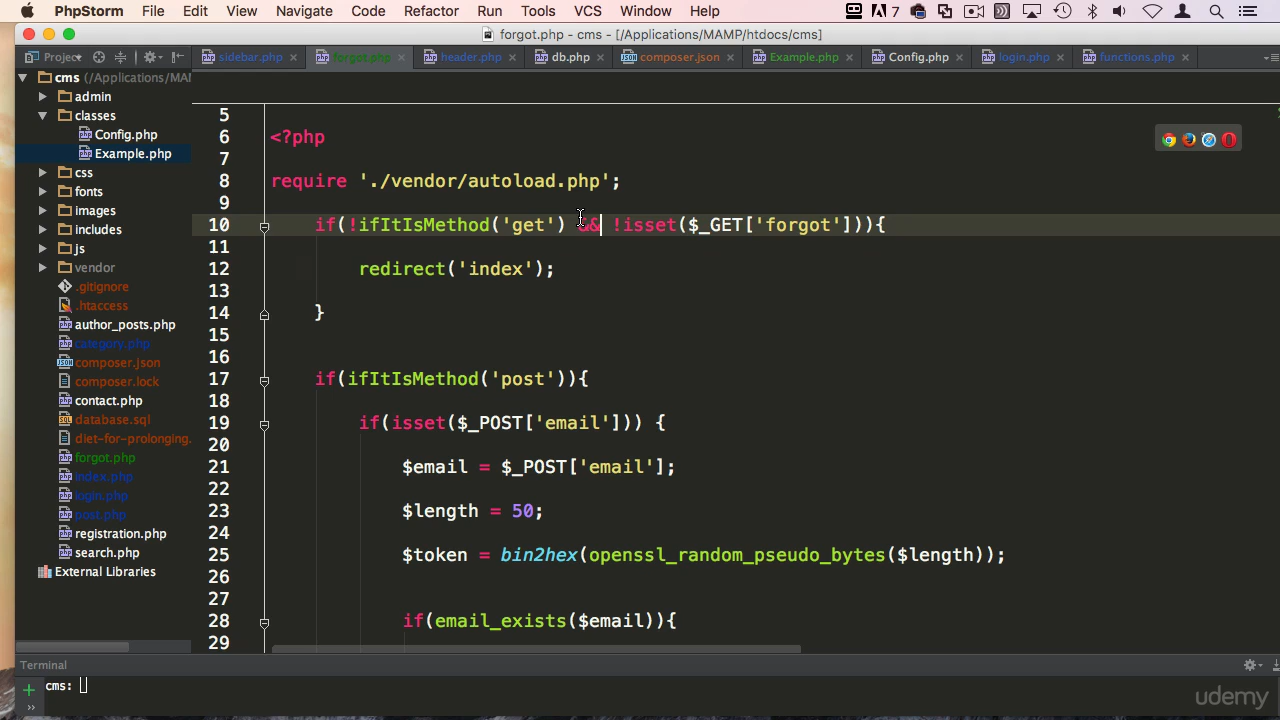 PhpStorm File Edit View Navigate Code Refactor Run Tools VCS Window Help 7
forgot.php - cms - [/Applications/MAMP/htdocs/cms]
Project sidebar.php forgot.php header.php db.php composer.json Example.php Config.php login.php functions.php
cms (/Applications/MAI
admin
classes
Config.php
Example.php
css
fonts
images
includes
js
vendor
.gitignore
.htaccess
author_posts.php
category.php
composer.json
composer.lock
contact.php
database.sql
diet-for-prolonging.
forgot.php
index.php
login.php
post.php
registration.php
search.php
External Libraries
5
6 <?php
7
8 require './vendor/autoload.php';
9
10 if(!ifItIsMethod('get') && !isset($_GET['forgot'])){
11
12 redirect('index');
13
14 }
15
16
17 if(ifItIsMethod('post')){
18
19 if(isset($_POST['email'])) {
20
21 $email = $_POST['email'];
22
23 $length = 50;
24
25 $token = bin2hex(openssl_random_pseudo_bytes($length));
26
27
28 if(email_exists($email)){
29
Terminal
cms:
udemy